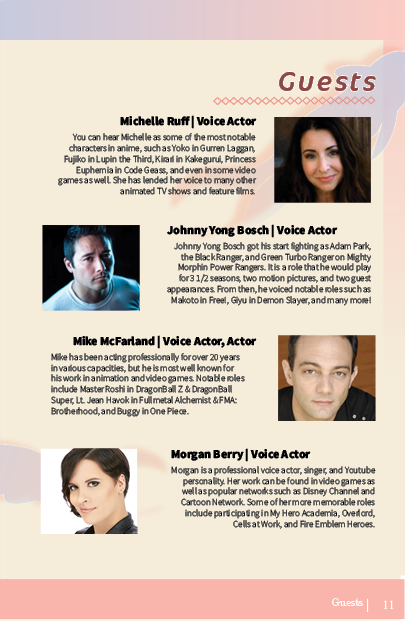 Guests
Michelle Ruff | Voice Actor
You can hear Michelle as some of the most notable
characters in anime, such as Yoko in Gurren Laggan,
Fujiko in Lupin the Third, Kirari in Kakegurui, Princess
Euphemia in Code Geass, and even in some video
games as well. She has lended her voice to many other
animated TV shows and feature films.
Johnny Yong Bosch | Voice Actor
Johnny Yong Bosch got his start fighting as Adam Park,
the Black Ranger, and Green Turbo Ranger on Mighty
Morphin Power Rangers. It is a role that he would play
for 3 1/2 seasons, two motion pictures, and two guest
appearances. From then, he voiced notable roles such as
Makoto in Free!, Giyu in Demon Slayer, and many more!
Mike McFarland | Voice Actor, Actor
Mike has been acting professionally for over 20 years
in various capacities, but he is most well known for
his work in animation and video games. Notable roles
include Master Roshi in DragonBall Z & DragonBall
Super, Lt. Jean Havok in Fullmetal Alchemist & FMA:
Brotherhood, and Buggy in One Piece.
Morgan Berry | Voice Actor
Morgan is a professional voice actor, singer, and Youtube
personality. Her work can be found in video games as
well as popular networks such as Disney Channel and
Cartoon Network. Some of her more memorable roles
include participating in My Hero Academia, Overlord,
Cells at Work, and Fire Emblem Heroes.
Guests | 11